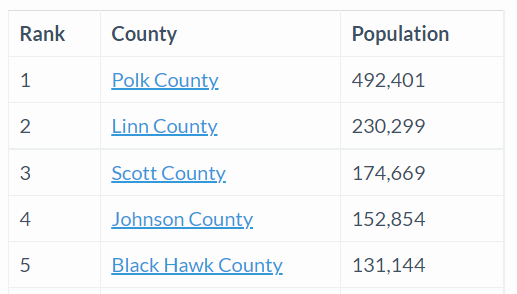 Rank County Population
1 Polk County 492,401
2 Linn County 230,299
3 Scott County 174,669
4 Johnson County 152,854
5 Black Hawk County 131,144